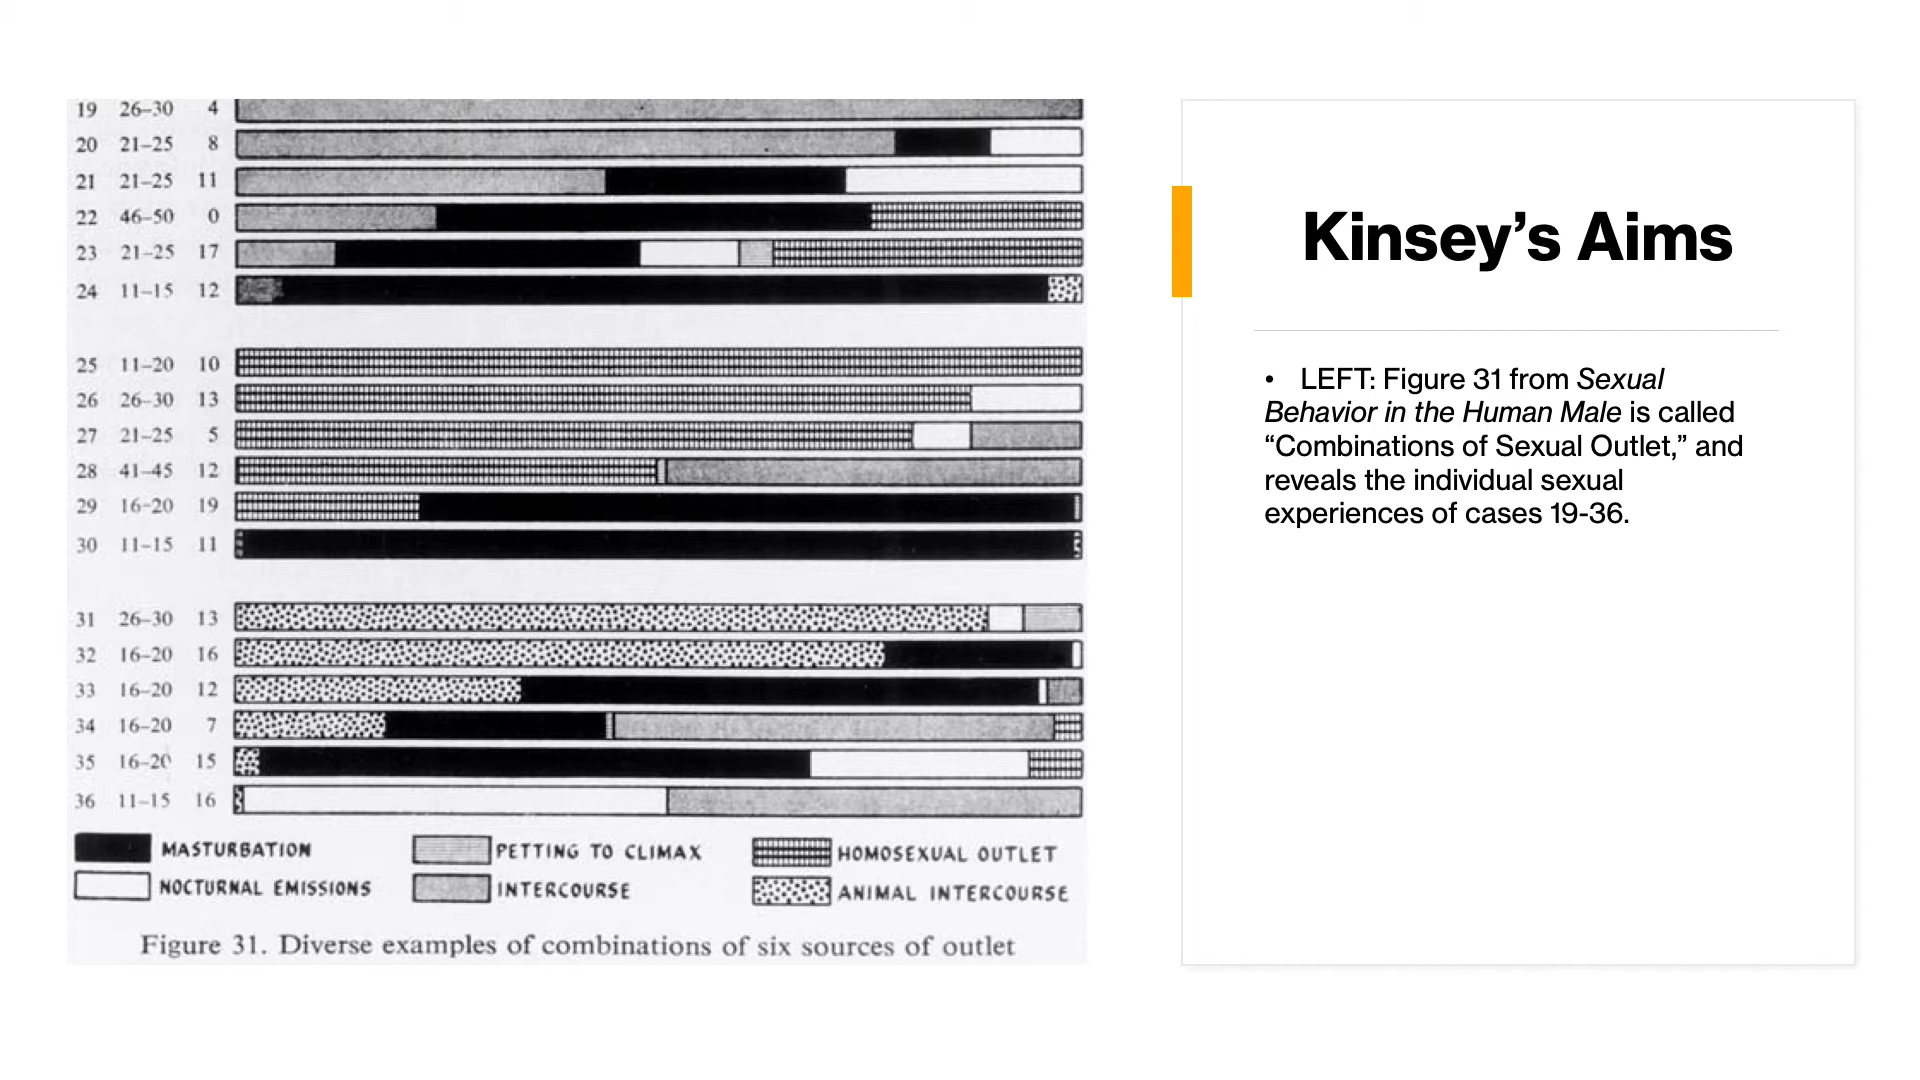 19 26–30 4
20 21–25 8
21 21–25 11
22 46–50 0
23 21–25 17
24 11–15 12
25 11–20 10
26 26–30 13
27 21–25 5
28 41–45 12
29 16–20 19
30 11–15 11
31 26–30 13
32 16–20 16
33 16–20 12
34 16–20 7
35 16–20 15
36 11–15 16
MASTURBATION PETTING TO CLIMAX HOMOSEXUAL OUTLET
NOCTURNAL EMISSIONS INTERCOURSE ANIMAL INTERCOURSE
Figure 31. Diverse examples of combinations of six sources of outlet
Kinsey’s Aims
• LEFT: Figure 31 from Sexual
Behavior in the Human Male is called
“Combinations of Sexual Outlet,” and
reveals the individual sexual
experiences of cases 19-36.